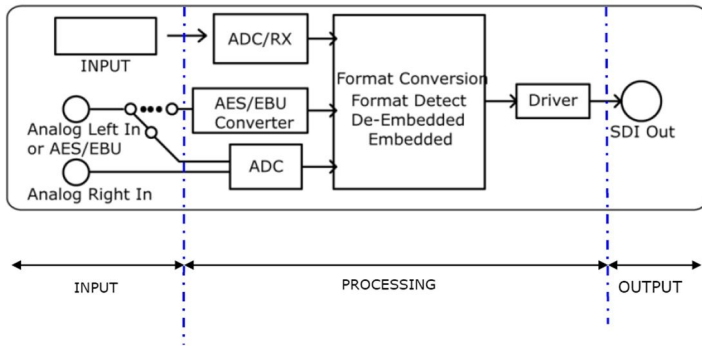 INPUT
ADC/RX
Format Conversion
Format Detect
De-Embedded
Embedded
Driver
SDI Out
Analog Left In
or AES/EBU
AES/EBU
Converter
Analog Right In
ADC
INPUT
PROCESSING
OUTPUT